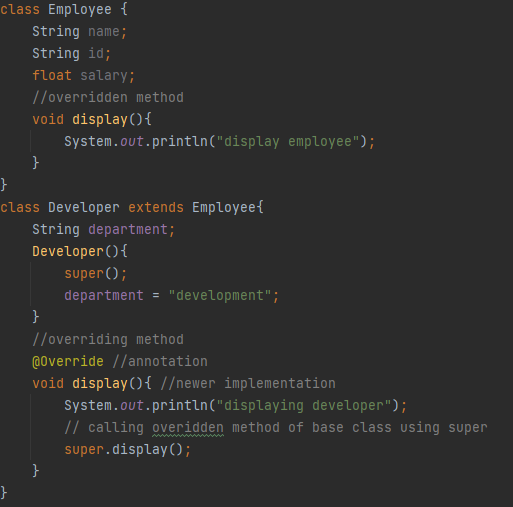 class Employee {
    String name;
    String id;
    float salary;
    //overridden method
    void display(){
        System.out.println("display employee");
    }
}
class Developer extends Employee{
    String department;
    Developer(){
        super();
        department = "development";
    }
    //overriding method
    @Override //annotation
    void display(){ //newer implementation
        System.out.println("displaying developer");
        // calling overidden method of base class using super
        super.display();
    }
}